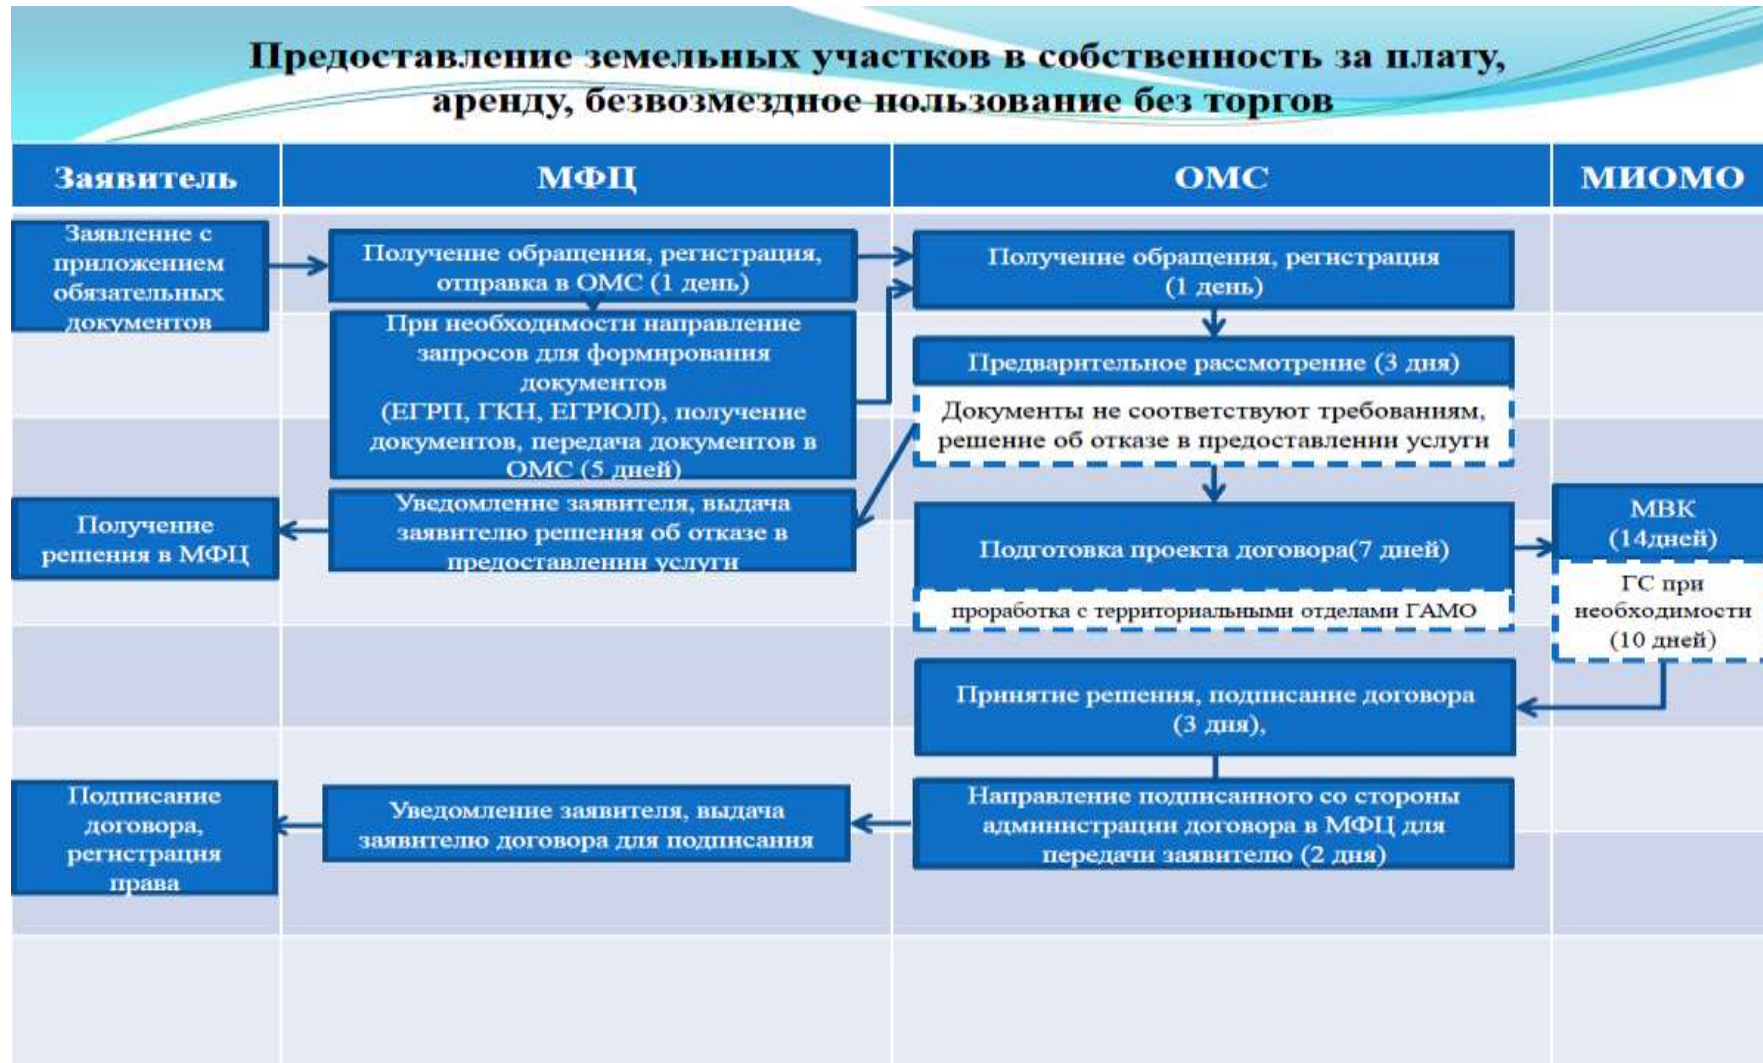 Предоставление земельных участков в собственность за плату,
аренду, безвозмездное пользование без торгов
Заявитель
МФЦ
ОМС
МИОМО
Заявление с
приложением
обязательных
документов
Получение обращения, регистрация,
отправка в ОМС (1 день)
Получение обращения, регистрация
(1 день)
При необходимости направление
запросов для формирования
документов
(ЕГРП, ГКН, ЕГРЮЛ), получение
документов, передача документов в
ОМС (5 дней)
Предварительное рассмотрение (3 дня)
Документы не соответствуют требованиям,
решение об отказе в предоставлении услуги
Получение
решения в МФЦ
Уведомление заявителя, выдача
заявителю решения об отказе в
предоставлении услуги
Подготовка проекта договора(7 дней)
проработка с территориальными отделами ГАМО
МВК
(14дней)
ГС при
необходимости
(10 дней)
Принятие решения, подписание договора
(3 дня),
Подписание
договора,
регистрация
права
Уведомление заявителя, выдача
заявителю договора для подписания
Направление подписанного со стороны
администрации договора в МФЦ для
передачи заявителю (2 дня)